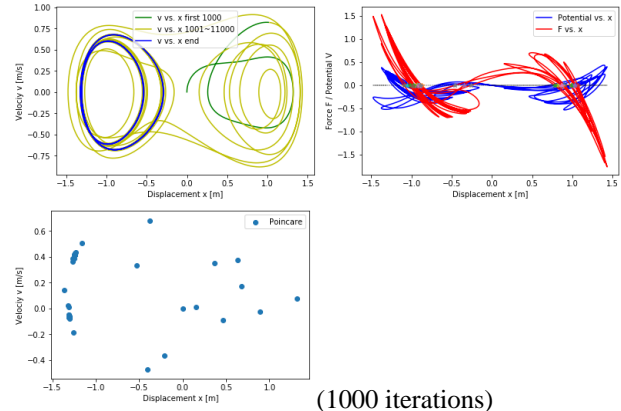 v vs. x first 1000
v vs. x 1001~11000
v vs. x end
1.00
0.75
0.50
0.25
0.00
−0.25
−0.50
−0.75
Velociy v [m/s]
−1.5 −1.0 −0.5 0.0 0.5 1.0 1.5
Displacement x [m]
Potential vs. x
F vs. x
1.5
1.0
0.5
0.0
−0.5
−1.0
−1.5
Force F / Potential V
−1.5 −1.0 −0.5 0.0 0.5 1.0 1.5
Displacement x [m]
Poincare
0.6
0.4
0.2
0.0
−0.2
−0.4
Velociy v [m/s]
−1.5 −1.0 −0.5 0.0 0.5 1.0
Displacement x [m]
(1000 iterations)